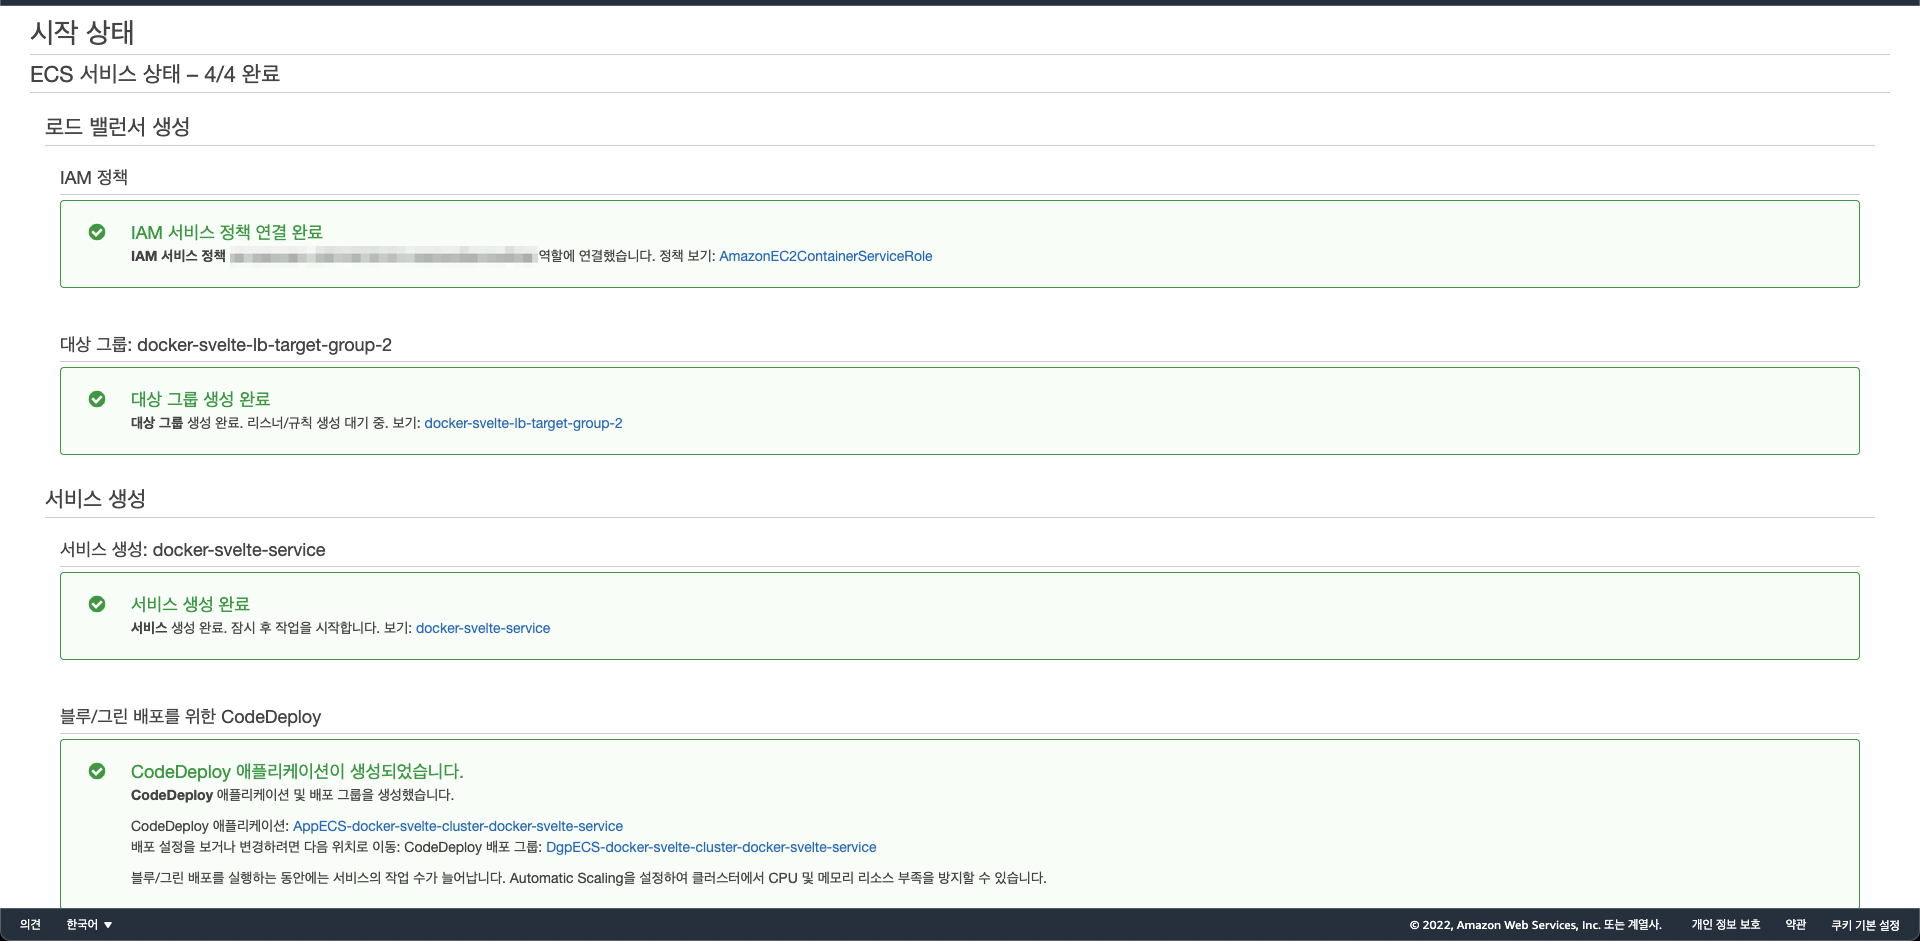 시작 상태
ECS 서비스 상태 – 4/4 완료
로드 밸런서 생성
IAM 정책
IAM 서비스 정책 연결 완료
IAM 서비스 정책 역할에 연결했습니다. 정책 보기: AmazonEC2ContainerServiceRole
대상 그룹: docker-svelte-lb-target-group-2
대상 그룹 생성 완료
대상 그룹 생성 완료. 리스너/규칙 생성 대기 중. 보기: docker-svelte-lb-target-group-2
서비스 생성
서비스 생성: docker-svelte-service
서비스 생성 완료
서비스 생성 완료. 잠시 후 작업을 시작합니다. 보기: docker-svelte-service
블루/그린 배포를 위한 CodeDeploy
CodeDeploy 애플리케이션이 생성되었습니다.
CodeDeploy 애플리케이션 및 배포 그룹을 생성했습니다.
CodeDeploy 애플리케이션: AppECS-docker-svelte-cluster-docker-svelte-service
배포 설정을 보거나 변경하려면 다음 위치로 이동: CodeDeploy 배포 그룹: DgpECS-docker-svelte-cluster-docker-svelte-service
블루/그린 배포를 실행하는 동안에는 서비스의 작업 수가 늘어납니다. Automatic Scaling을 설정하여 클러스터에서 CPU 및 메모리 리소스 부족을 방지할 수 있습니다.
의견 한국어 © 2022, Amazon Web Services, Inc. 또는 계열사. 개인 정보 보호 약관 쿠키 기본 설정